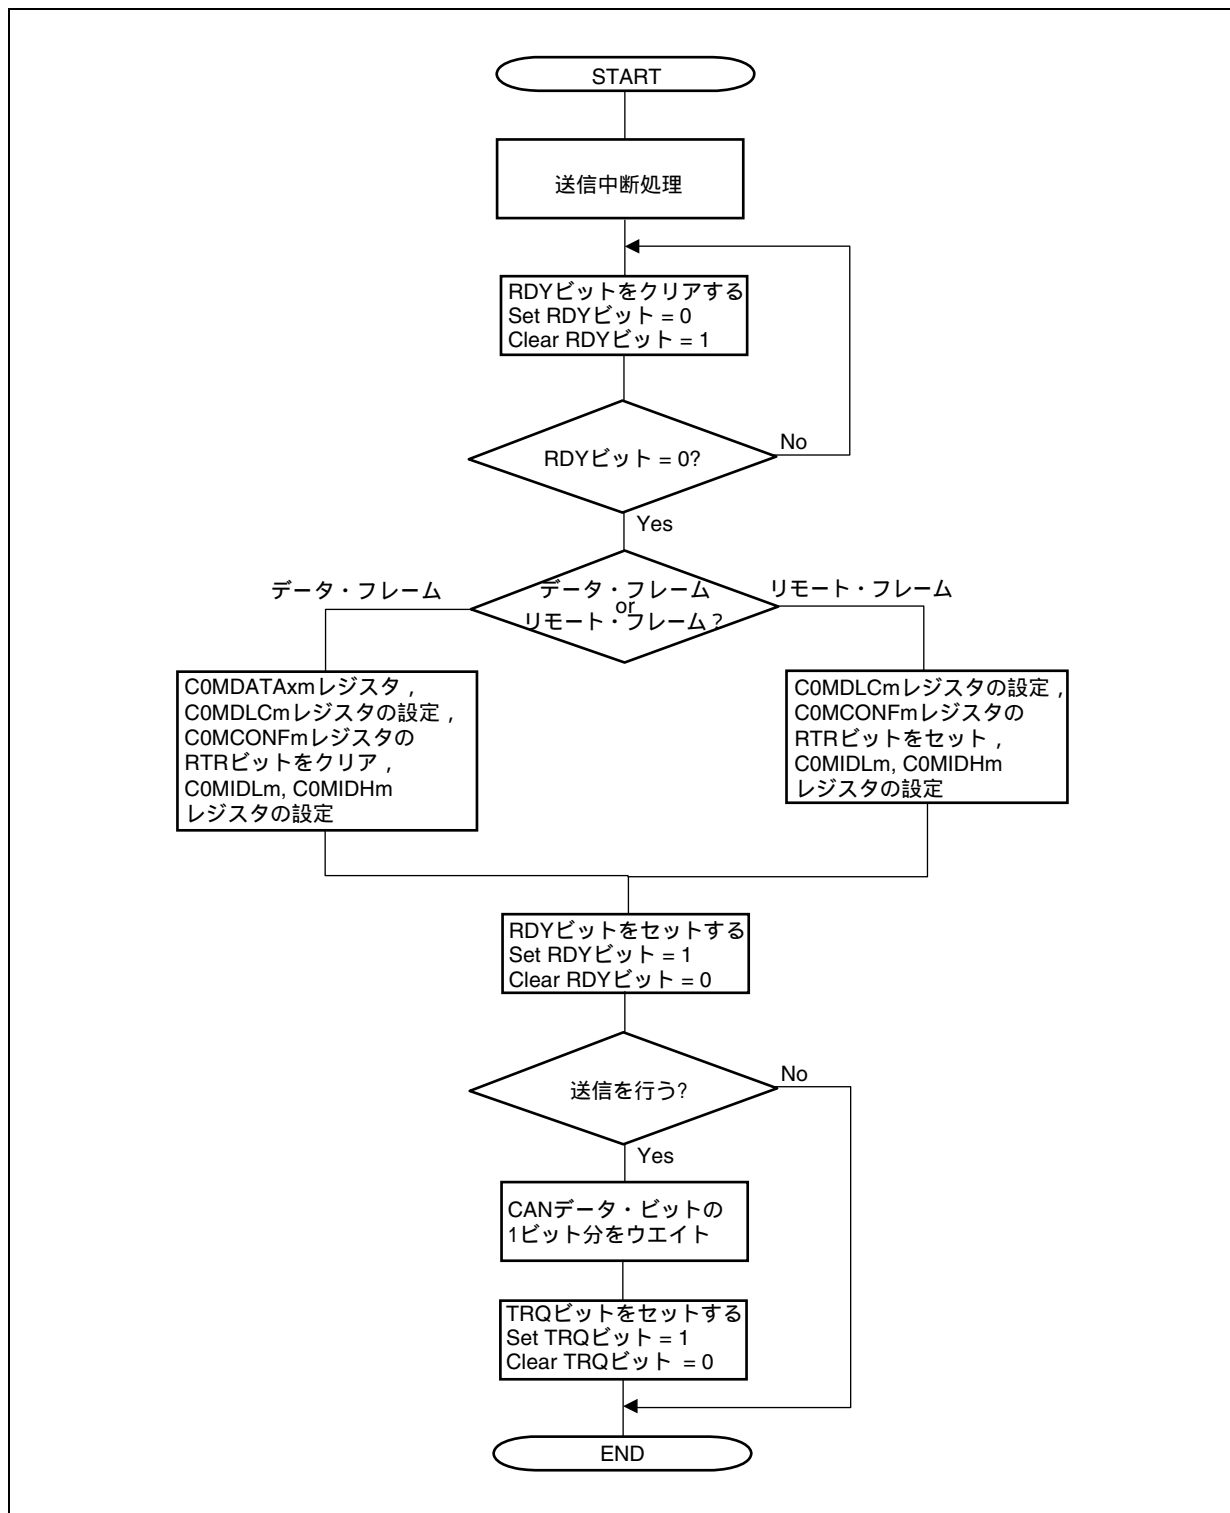 START
送信中断処理
RDYビットをクリアする
Set RDYビット = 0
Clear RDYビット = 1
RDYビット = 0?
No
Yes
データ・フレーム
データ・フレーム
or
リモート・フレーム？
リモート・フレーム
C0MDATAxmレジスタ，
C0MDLCmレジスタの設定，
C0MCONFmレジスタの
RTRビットをクリア，
C0MIDLm, C0MIDHm
レジスタの設定
C0MDLCmレジスタの設定，
C0MCONFmレジスタの
RTRビットをセット，
C0MIDLm, C0MIDHm
レジスタの設定
RDYビットをセットする
Set RDYビット = 1
Clear RDYビット = 0
送信を行う?
No
Yes
CANデータ・ビットの
1ビット分をウエイト
TRQビットをセットする
Set TRQビット = 1
Clear TRQビット = 0
END